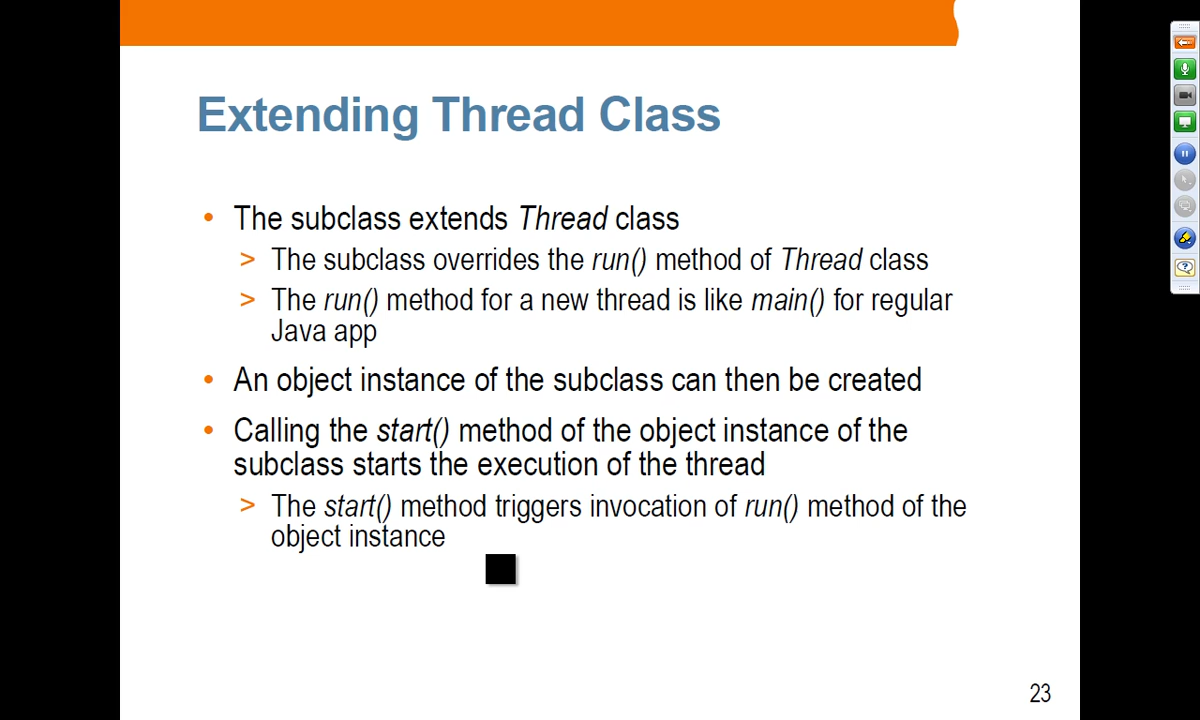 Extending Thread Class
• The subclass extends Thread class
> The subclass overrides the run() method of Thread class
> The run() method for a new thread is like main() for regular
Java app
• An object instance of the subclass can then be created
• Calling the start() method of the object instance of the
subclass starts the execution of the thread
> The start() method triggers invocation of run() method of the
object instance
23